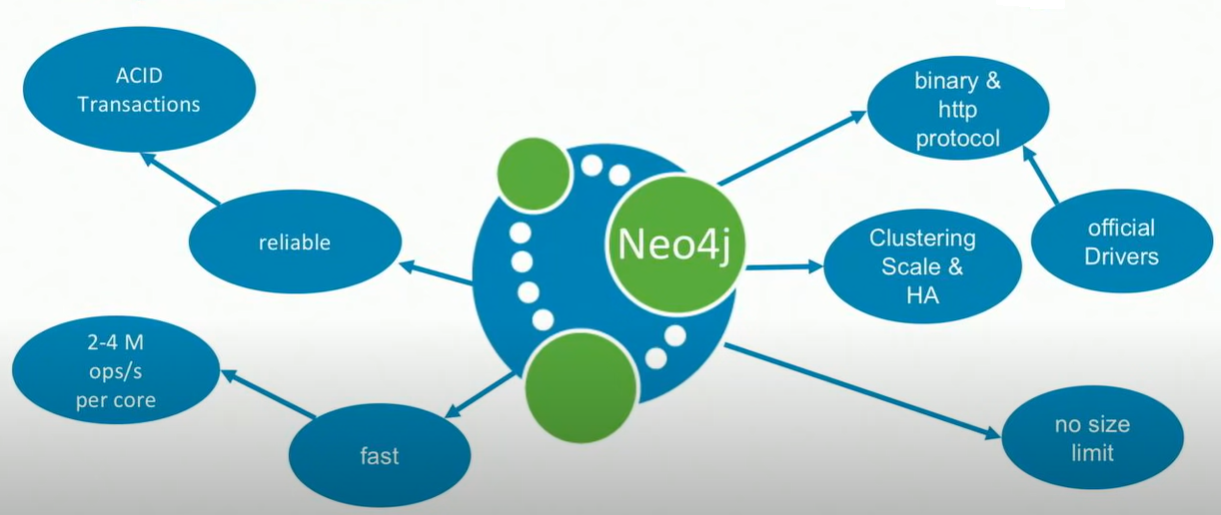 ACID
Transactions
binary &
http
protocol
reliable
Neo4j
Clustering
Scale &
HA
official
Drivers
2-4 M
ops/s
per core
fast
no size
limit